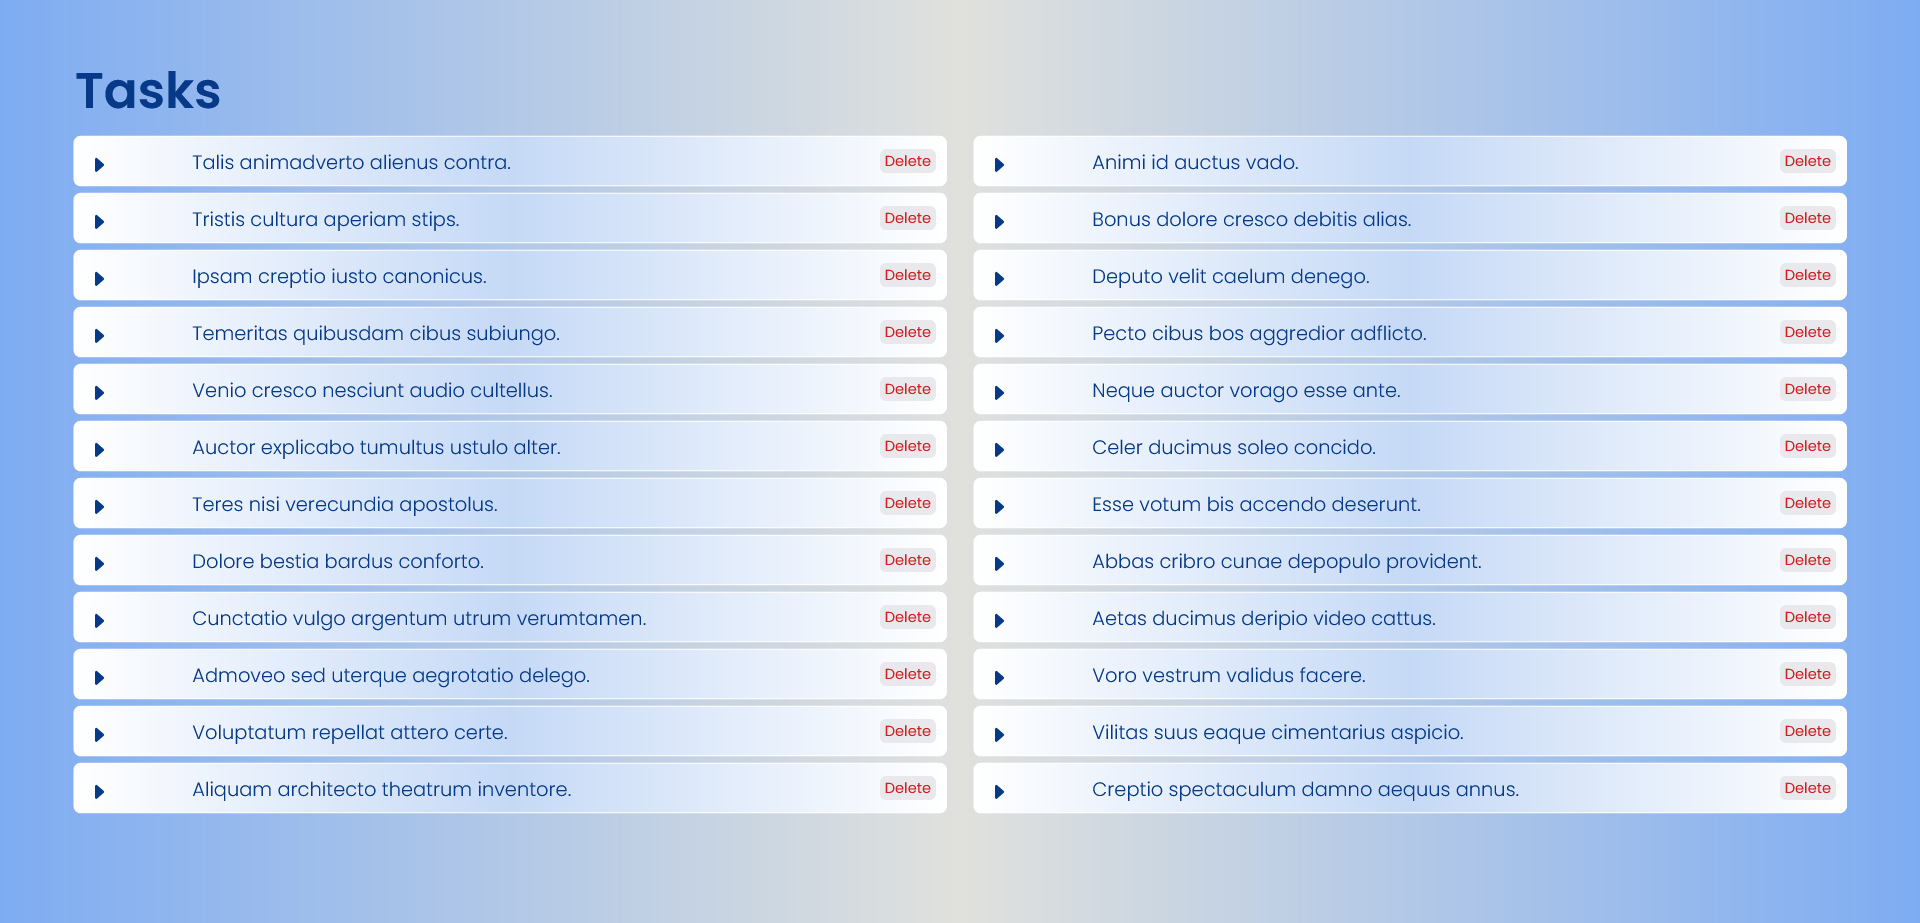 Tasks
Talis animadverto alienus contra. Delete
Tristis cultura aperiam stips. Delete
Ipsam creptio iusto canonicus. Delete
Temeritas quibusdam cibus subiungo. Delete
Venio cresco nesciunt audio cultellus. Delete
Auctor explicabo tumultus ustulo alter. Delete
Teres nisi verecundia apostolus. Delete
Dolore bestia bardus conforto. Delete
Cunctatio vulgo argentum utrum verumtamen. Delete
Admoveo sed uterque aegrotatio delego. Delete
Voluptatum repellat attero certe. Delete
Aliquam architecto theatrum inventore. Delete
Animi id auctus vado. Delete
Bonus dolore cresco debitis alias. Delete
Deputo velit caelum denego. Delete
Pecto cibus bos aggredior adflicto. Delete
Neque auctor vorago esse ante. Delete
Celer ducimus soleo concido. Delete
Esse votum bis accendo deserunt. Delete
Abbas cribro cunae depopulo provident. Delete
Aetas ducimus deripio video cattus. Delete
Voro vestrum validus facere. Delete
Vilitas suus eaque cimentarius aspicio. Delete
Creptio spectaculum damno aequus annus. Delete